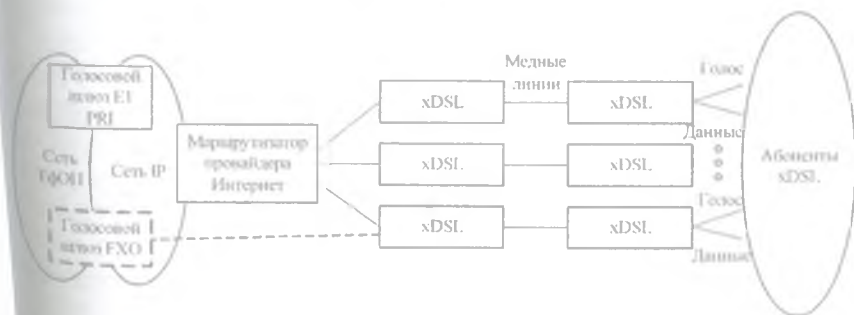 Голосовой
шлюз E1
PRI
Сеть
ТфОП
Сеть IP
Голосовой
шлюз FXO
Маршрутизатор
провайдера
Интернет
xDSL
Медные
линии
xDSL
xDSL
xDSL
xDSL
xDSL
Голос
Данные
Голос
Данные
Абоненты
xDSL